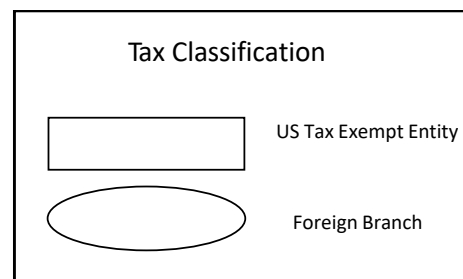 Tax Classification
US Tax Exempt Entity
Foreign Branch